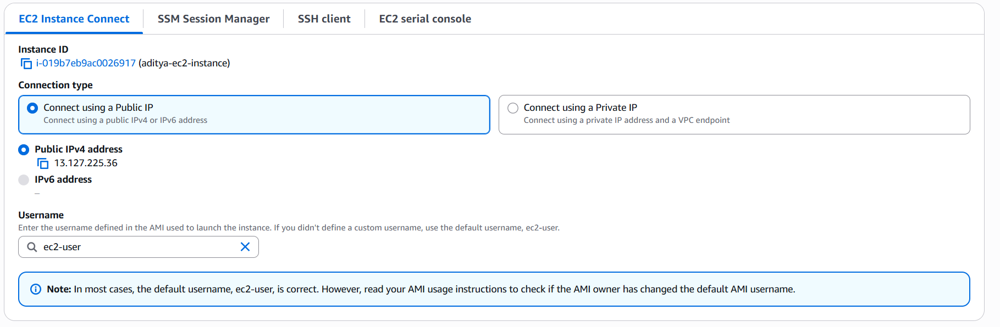 EC2 Instance Connect
SSM Session Manager
SSH client
EC2 serial console
Instance ID
i-019b7eb9ac0026917 (aditya-ec2-instance)
Connection type
Connect using a Public IP
Connect using a public IPv4 or IPv6 address
Connect using a Private IP
Connect using a private IP address and a VPC endpoint
Public IPv4 address
13.127.225.36
IPv6 address
–
Username
Enter the username defined in the AMI used to launch the instance. If you didn't define a custom username, use the default username, ec2-user.
ec2-user
Note: In most cases, the default username, ec2-user, is correct. However, read your AMI usage instructions to check if the AMI owner has changed the default AMI username.